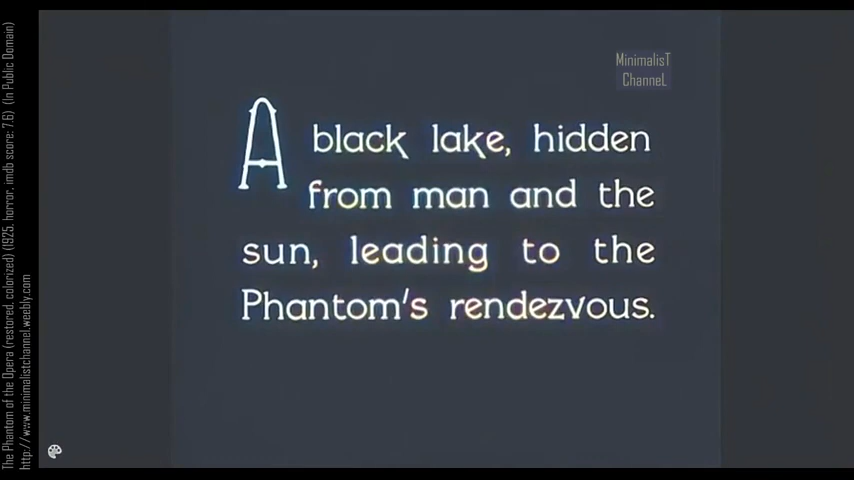 The Phantom of the Opera (restored, colorized) (1925, horror, imdb score: 7.6) (In Public Domain)
http://www.minimalistchannel.weebly.com
MinimalisT
ChanneL
A black lake, hidden
from man and the
sun, leading to the
Phantom's rendezvous.